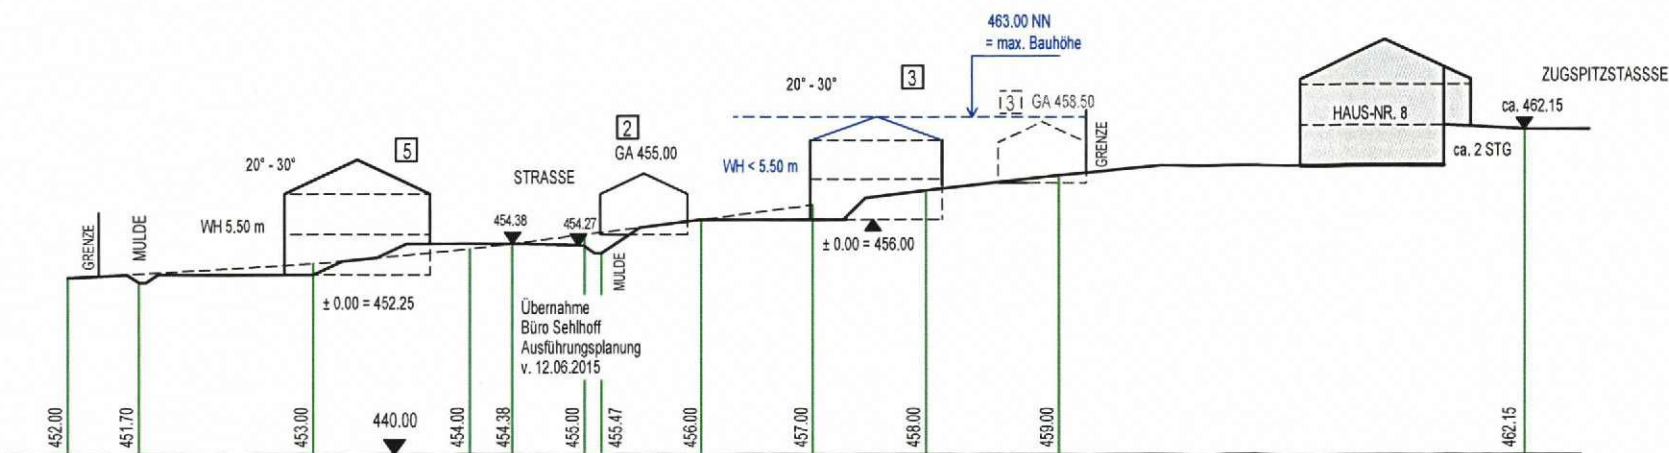 463.00 NN
= max. Bauhöhe
20° - 30°
3
3
GA 458.50
GRENZE
ZUGSPITZSTASSSE
ca. 462.15
HAUS-NR. 8
ca. 2 STG
2
GA 455,00
5
20° - 30°
STRASSE
WH < 5.50 m
454.38
454.27
WH 5.50 m
GRENZE
MULDE
MULDE
± 0.00 = 456.00
± 0.00 = 452.25
Übernahme
Büro Sehlhoff
Ausführungsplanung
v. 12.06.2015
452.00
451.70
453.00
440.00
454.00
454.38
455.00
455.47
456.00
457.00
458.00
459.00
462.15